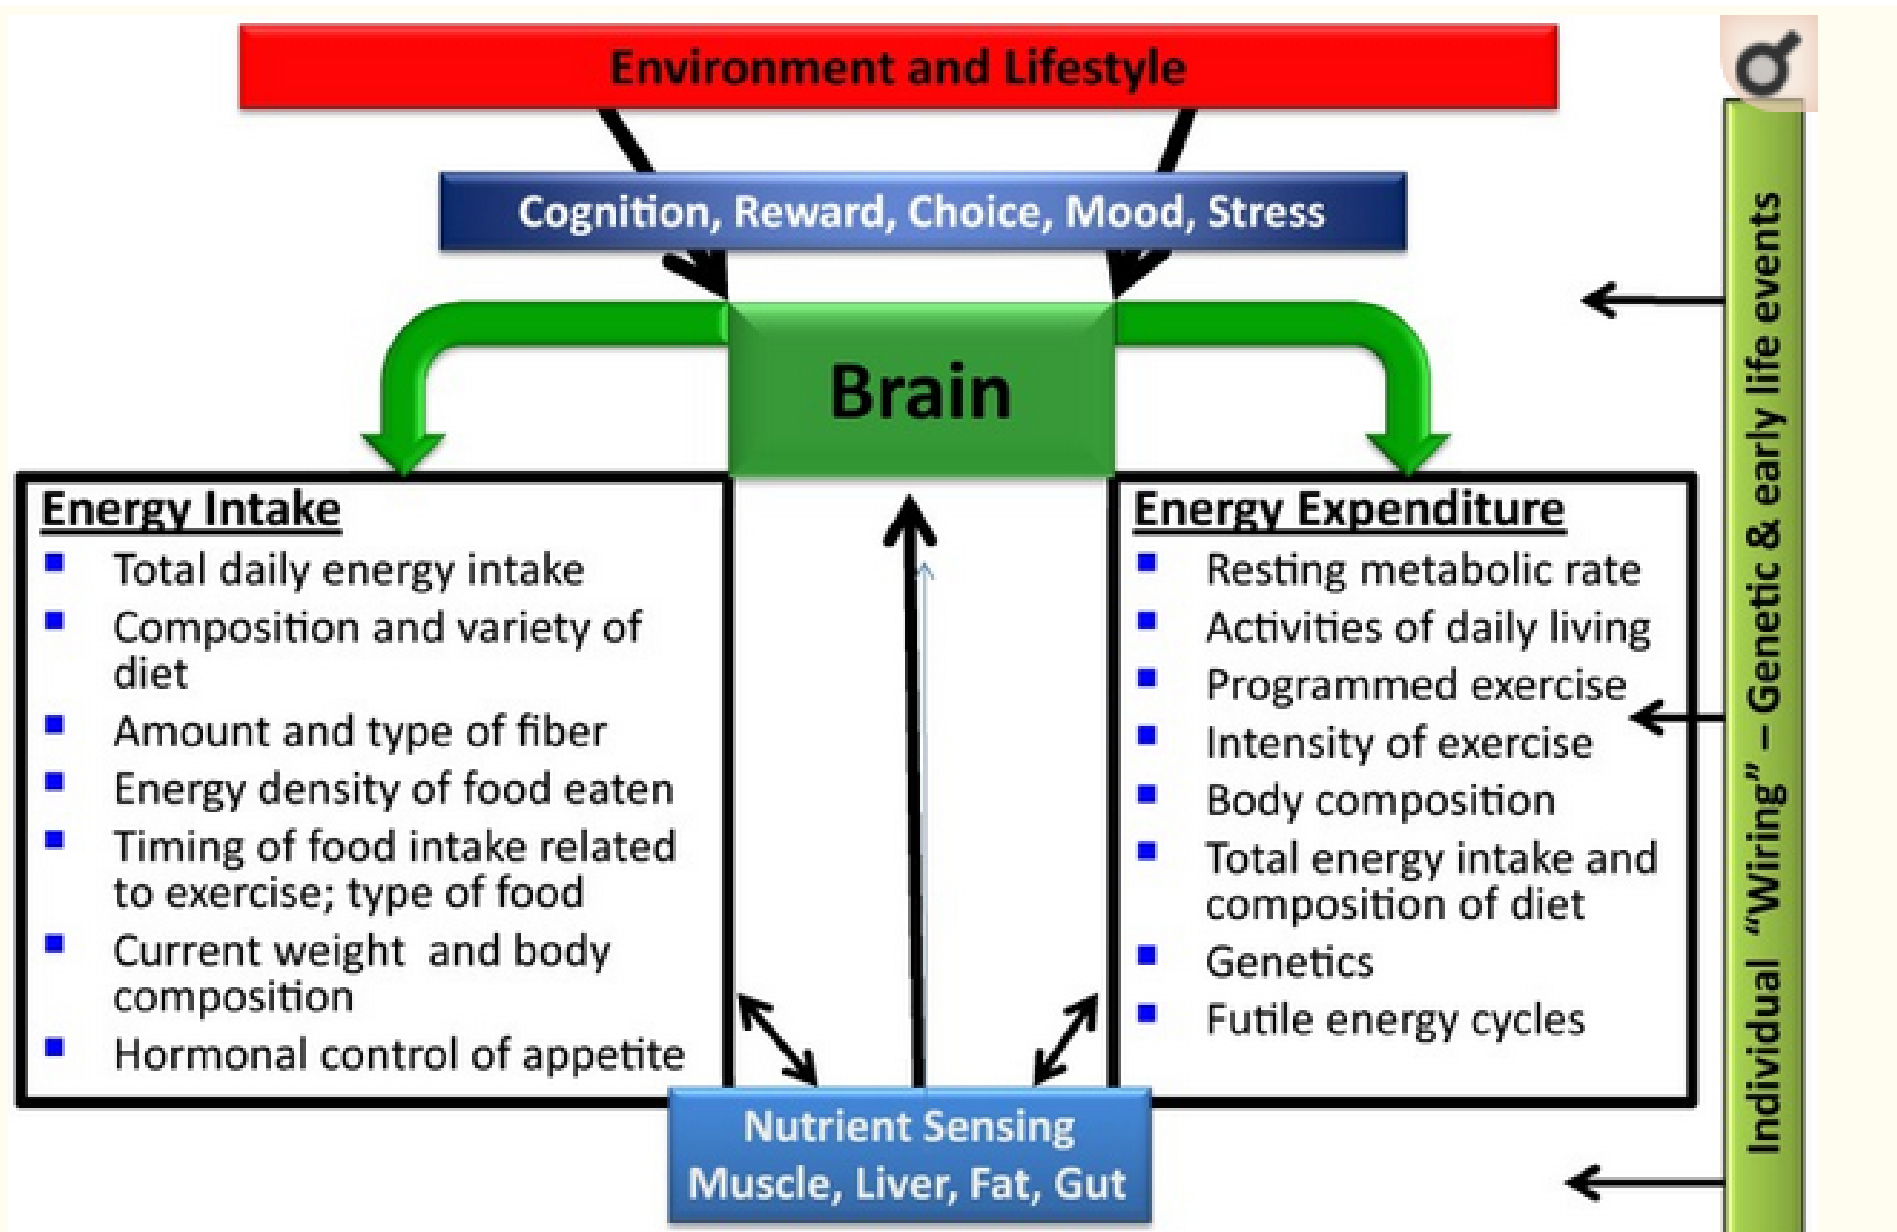 Environment and Lifestyle
Cognition, Reward, Choice, Mood, Stress
Brain
Energy Intake
Total daily energy intake
Composition and variety of
diet
Amount and type of fiber
Energy density of food eaten
Timing of food intake related
to exercise; type of food
Current weight  and body
composition
Hormonal control of appetite
Energy Expenditure
Resting metabolic rate
Activities of daily living
Programmed exercise
Intensity of exercise
Body composition
Total energy intake and
composition of diet
Genetics
Futile energy cycles
Nutrient Sensing
Muscle, Liver, Fat, Gut
Individual  “Wiring” – Genetic & early life events